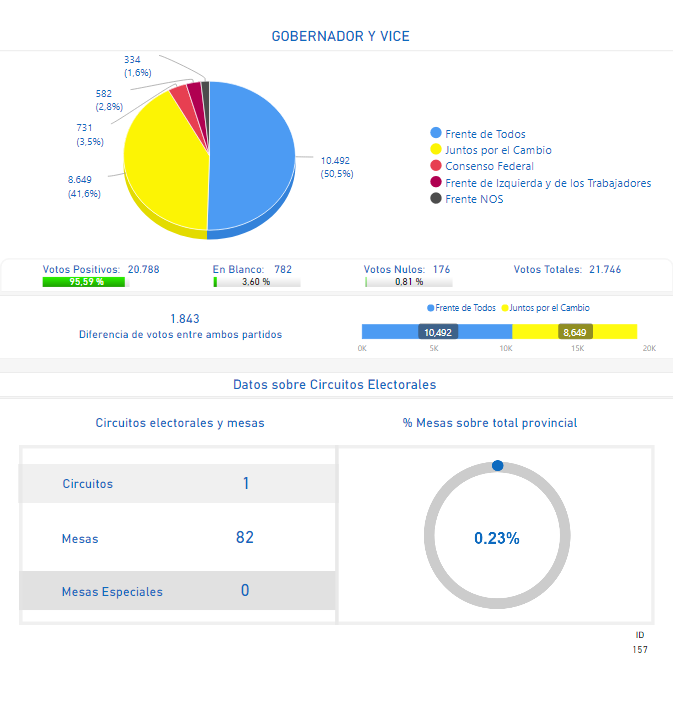 GOBERNADOR Y VICE
334
(1,6%)
582
(2,8%)
731
(3,5%)
8.649
(41,6%)
10.492
(50,5%)
Frente de Todos
Juntos por el Cambio
Consenso Federal
Frente de Izquierda y de los Trabajadores
Frente NOS
Votos Positivos: 20.788
95,59 %
En Blanco: 782
3,60 %
Votos Nulos: 176
0,81 %
Votos Totales: 21.746
1.843
Diferencia de votos entre ambos partidos
Frente de Todos Juntos por el Cambio
10,492 8,649
0K 5K 10K 15K 20K
Datos sobre Circuitos Electorales
Circuitos electorales y mesas
Circuitos 1
Mesas 82
Mesas Especiales 0
% Mesas sobre total provincial
0.23%
ID
157